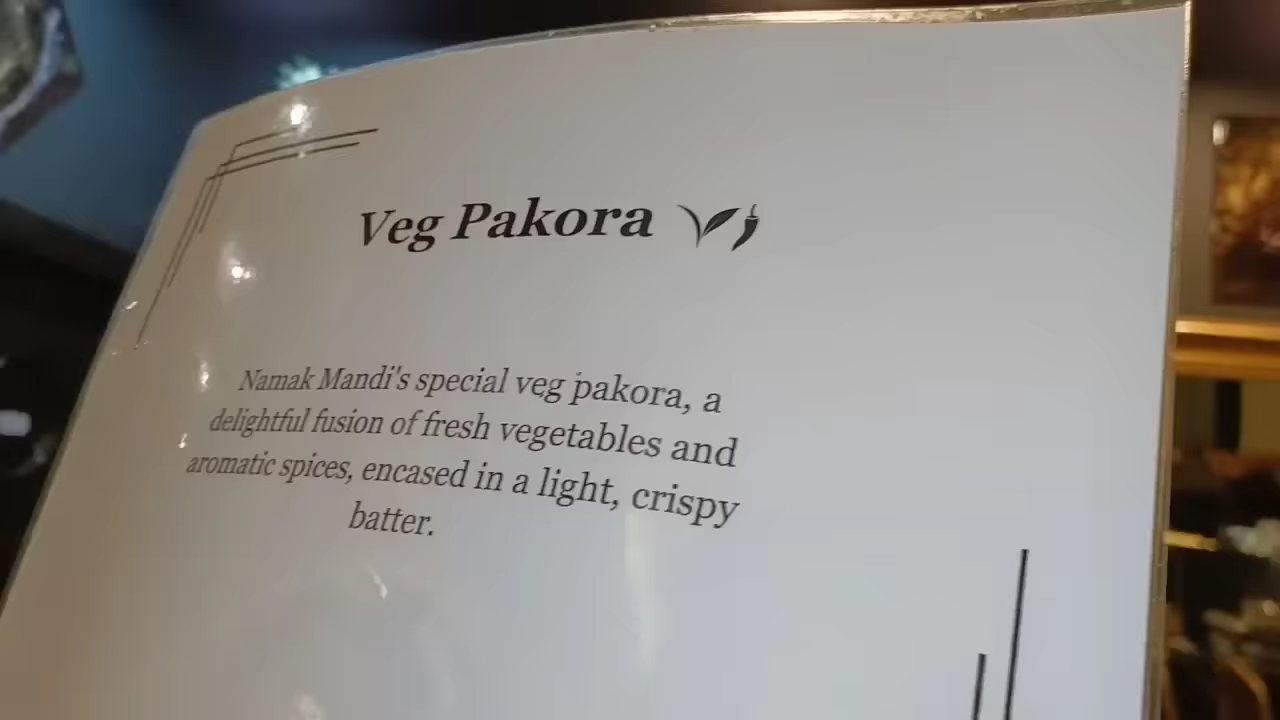 Veg Pakora
Namak Mandi's special veg pakora, a
delightful fusion of fresh vegetables and
aromatic spices, encased in a light, crispy
batter.